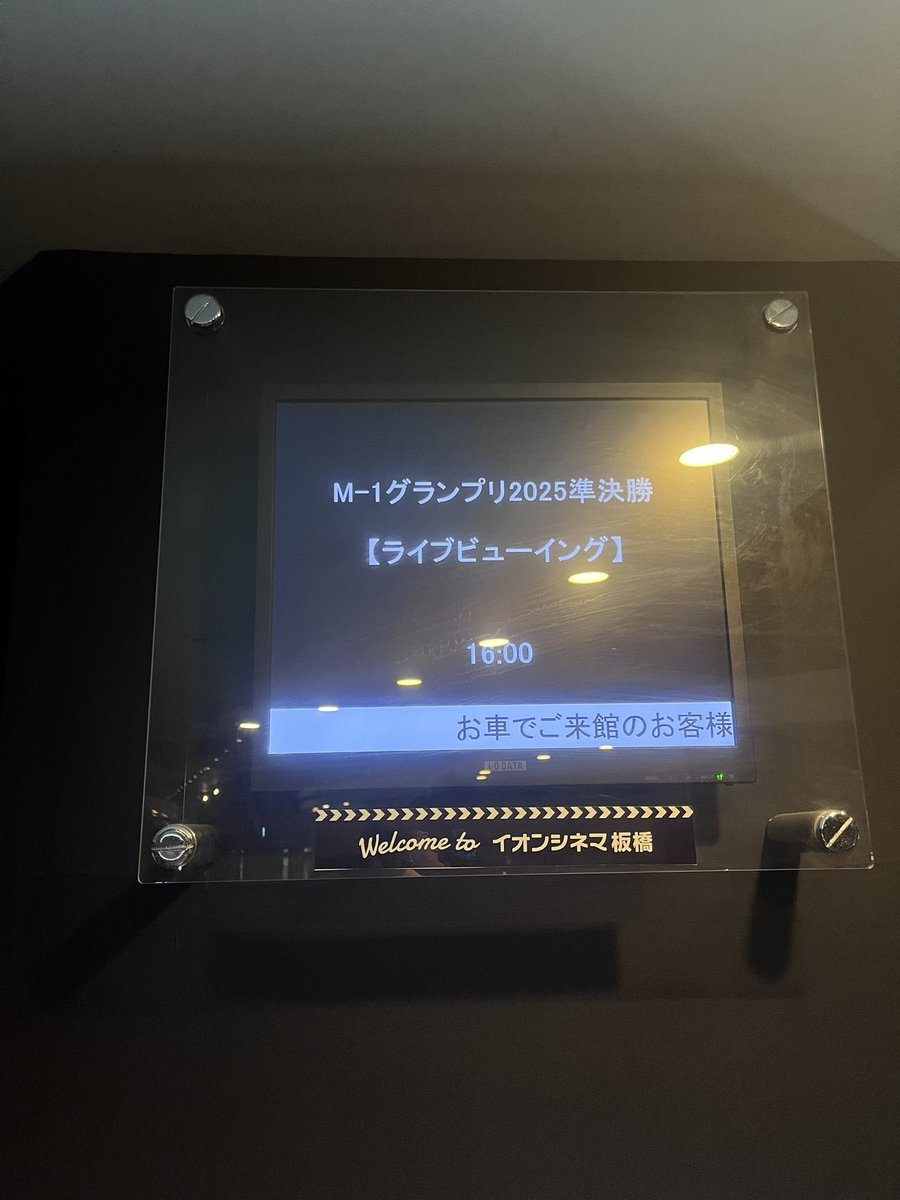 M-1グランプリ2025準決勝
【ライブビューイング】
16:00
お車でご来館のお客様
I-O DATA
Welcome to イオンシネマ板橋